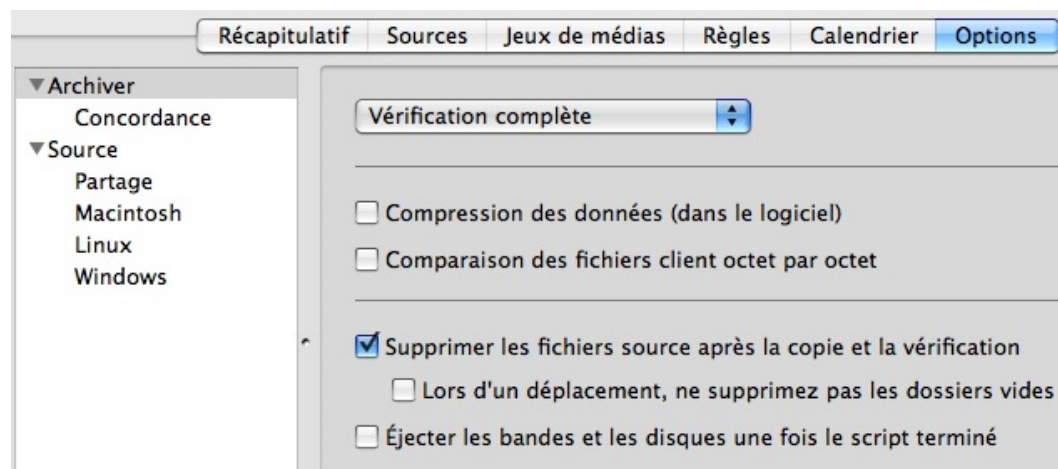 Récapitulatif Sources Jeux de médias Règles Calendrier Options
Archiver
Concordance
Source
Partage
Macintosh
Linux
Windows
Vérification complète
Compression des données (dans le logiciel)
Comparaison des fichiers client octet par octet
Supprimer les fichiers source après la copie et la vérification
Lors d'un déplacement, ne supprimez pas les dossiers vides
Éjecter les bandes et les disques une fois le script terminé